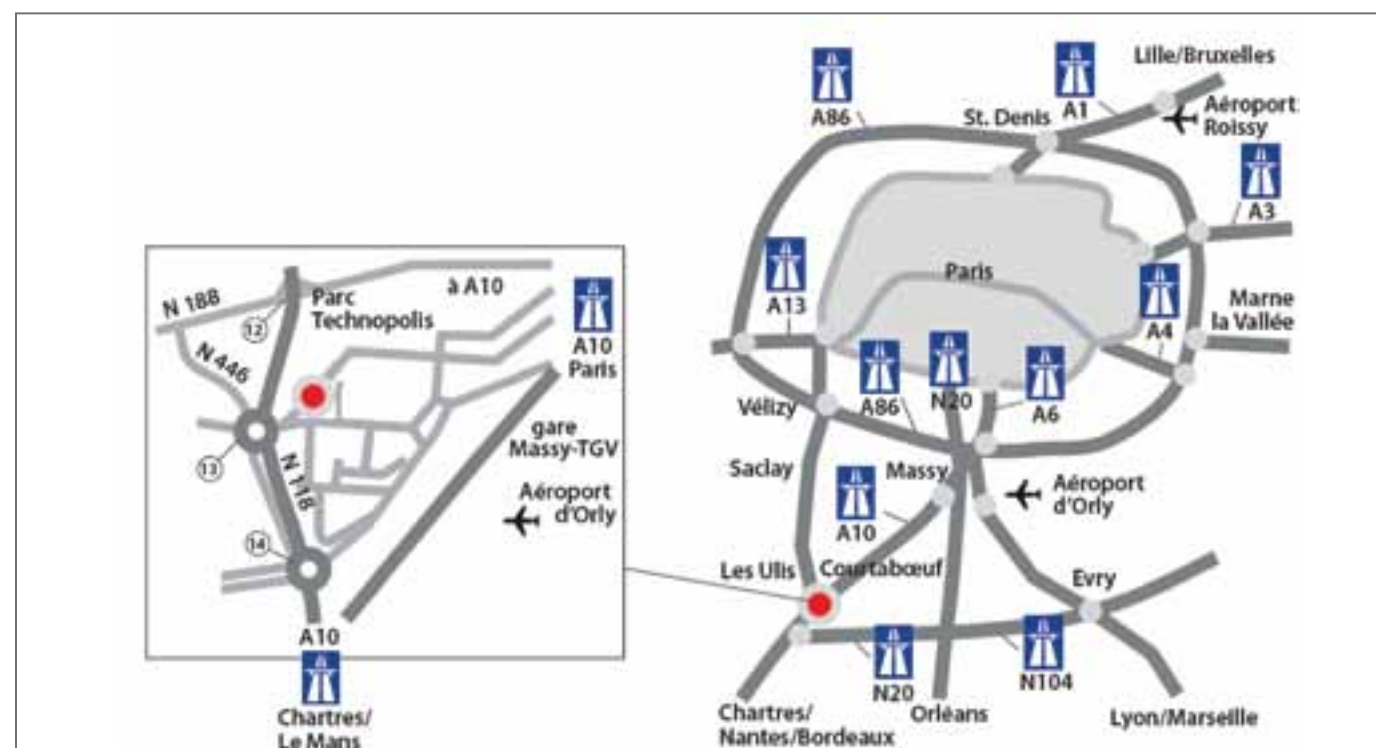 N 188
12
Parc
Technopolis
à A10
A10
Paris
N 446
13
N 118
gare
Massy-TGV
Aéroport
d'Orly
14
A10
Chartres/
Le Mans
Lille/Bruxelles
A86
St. Denis
A1
Aéroport
Roissy
A3
Paris
A13
A4
Marne
la Vallée
Vélizy
A86
N20
A6
Saclay
Massy
Aéroport
d'Orly
A10
Les Ulis
Courtabœuf
Evry
N20
N104
Chartres/
Nantes/Bordeaux
Orléans
Lyon/Marseille